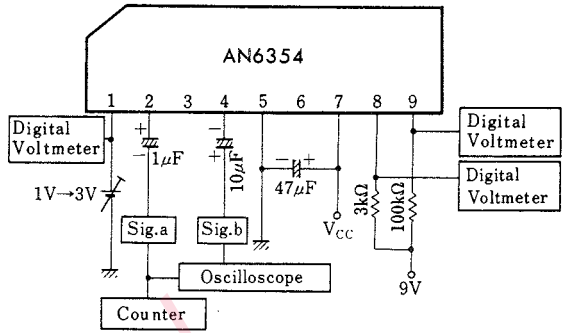 AN6354
1 2 3 4 5 6 7 8 9
Digital
Voltmeter
+
− 1μF
−
+
10μF
− +
47μF
3kΩ
100kΩ
Digital
Voltmeter
Digital
Voltmeter
1V→3V
Sig.a
Sig.b
VCC
Oscilloscope
9V
Counter